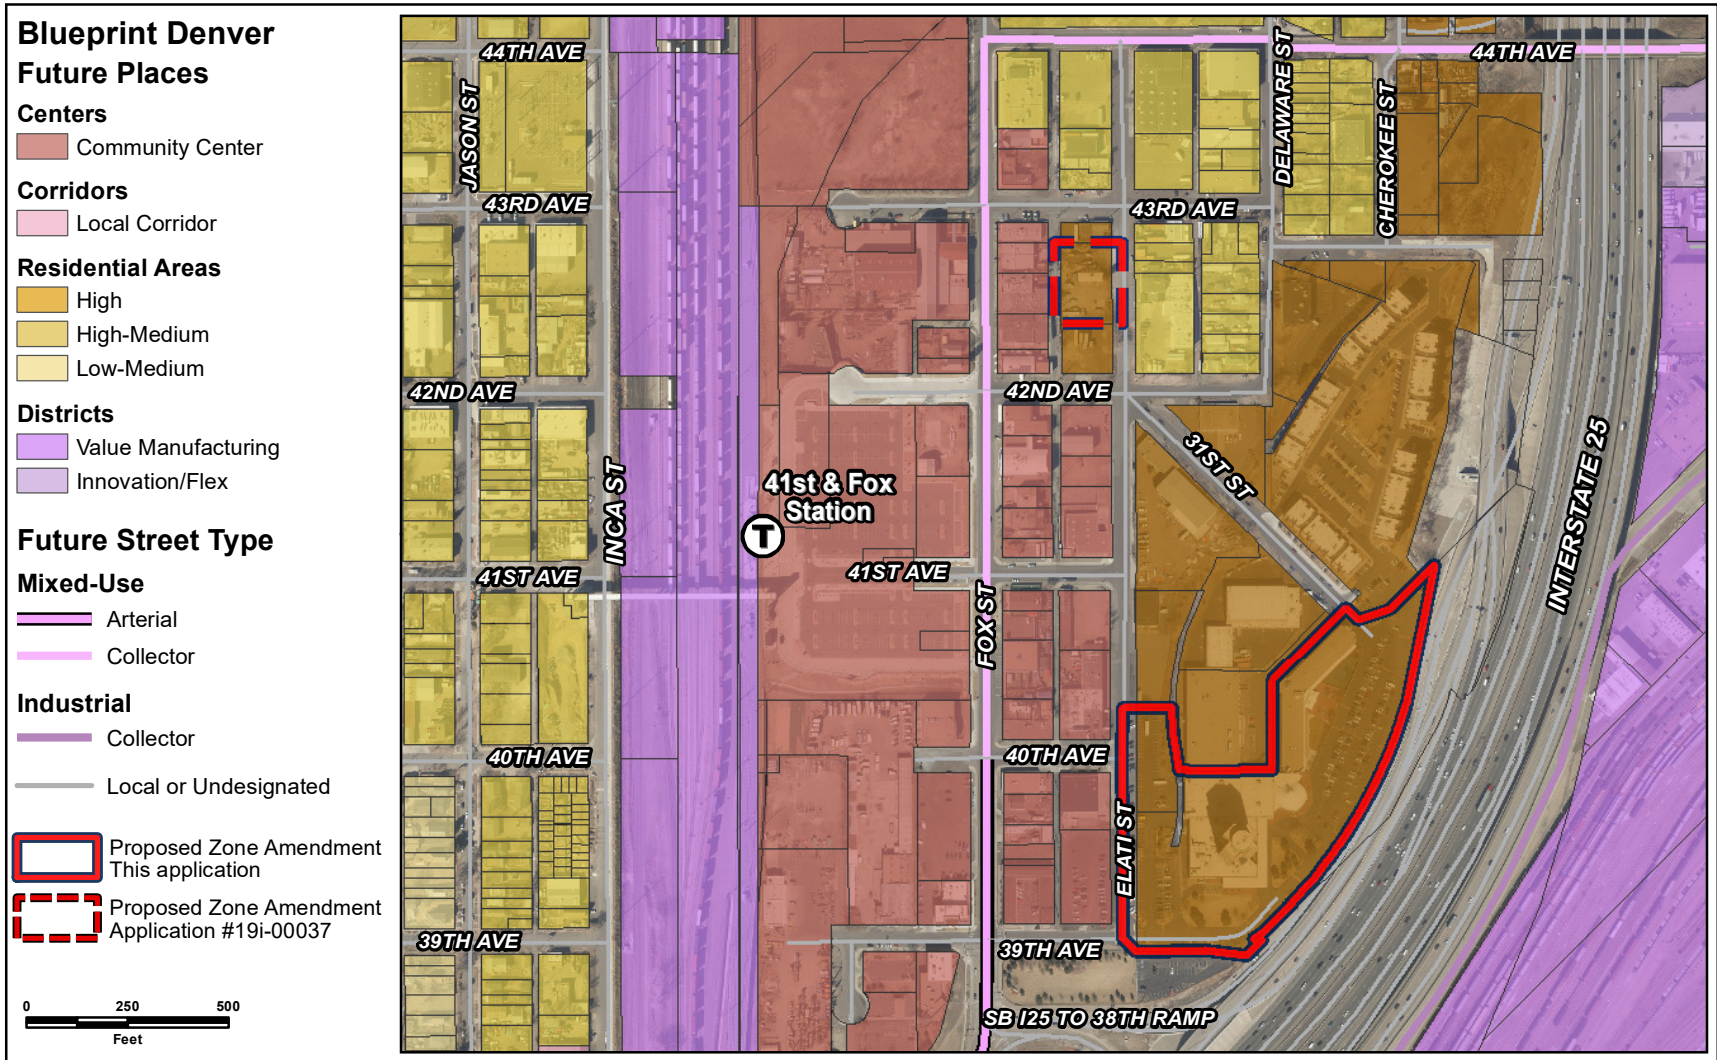 Blueprint Denver
Future Places
Centers
Community Center
Corridors
Local Corridor
Residential Areas
High
High-Medium
Low-Medium
Districts
Value Manufacturing
Innovation/Flex
Future Street Type
Mixed-Use
Arterial
Collector
Industrial
Collector
Local or Undesignated
Proposed Zone Amendment
This application
Proposed Zone Amendment
Application #19i-00037
0 250 500
Feet
44TH AVE
44TH AVE
JASON ST
DELAWARE ST
CHEROKEE ST
43RD AVE
43RD AVE
42ND AVE
42ND AVE
31ST ST
INTERSTATE 25
INCA ST
41st & Fox
Station
T
41ST AVE
41ST AVE
FOX ST
40TH AVE
40TH AVE
ELATI ST
39TH AVE
39TH AVE
SB I25 TO 38TH RAMP